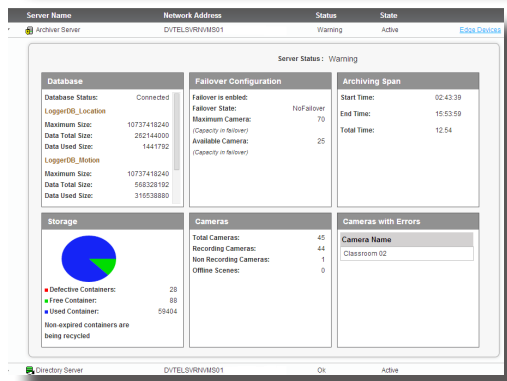 Server Name Network Address Status State
Archiver Server DVTELSVRNVMS01 Warning Active Edge Devices
Server Status : Warning
Database
Database Status: Connected
LoggerDB_Location
Maximum Size: 10737418240
Data Total Size: 262144000
Data Used Size: 1441792
LoggerDB_Motion
Maximum Size: 10737418240
Data Total Size: 568328192
Data Used Size: 316538880
Failover Configuration
Failover is enbled:
Failover State: NoFailover
Maximum Camera: 70
(Capacity in failover)
Available Camera: 25
(Capacity in failover)
Archiving Span
Start Time: 02:43:39
End Time: 15:53:59
Total Time: 12.54
Storage
Defective Containers: 28
Free Container: 88
Used Container: 59404
Non-expired containers are
being recycled
Cameras
Total Cameras: 45
Recording Cameras: 44
Non Recording Cameras: 1
Offline Scenes: 0
Cameras with Errors
Camera Name
Classroom 02
Directory Server DVTELSVRNVMS01 Ok Active